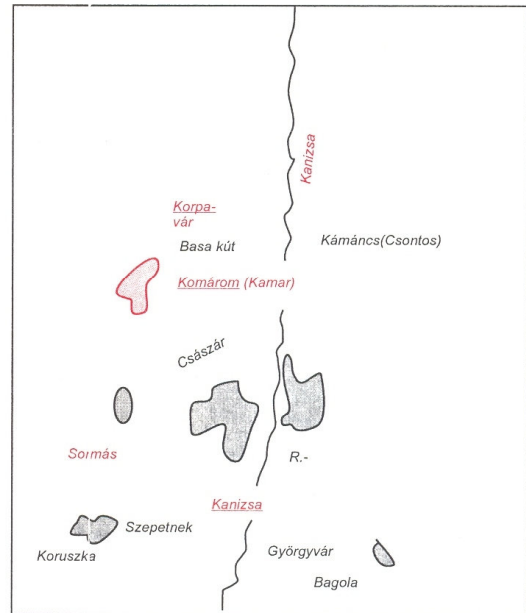 Kanizsa
Korpa-
vár
Basa kút
Kámáncs(Csontos)
Komárom (Kamar)
Császár
Sormás
R.-
Kanizsa
Szepetnek
Koruszka
Györgyvár
Bagola